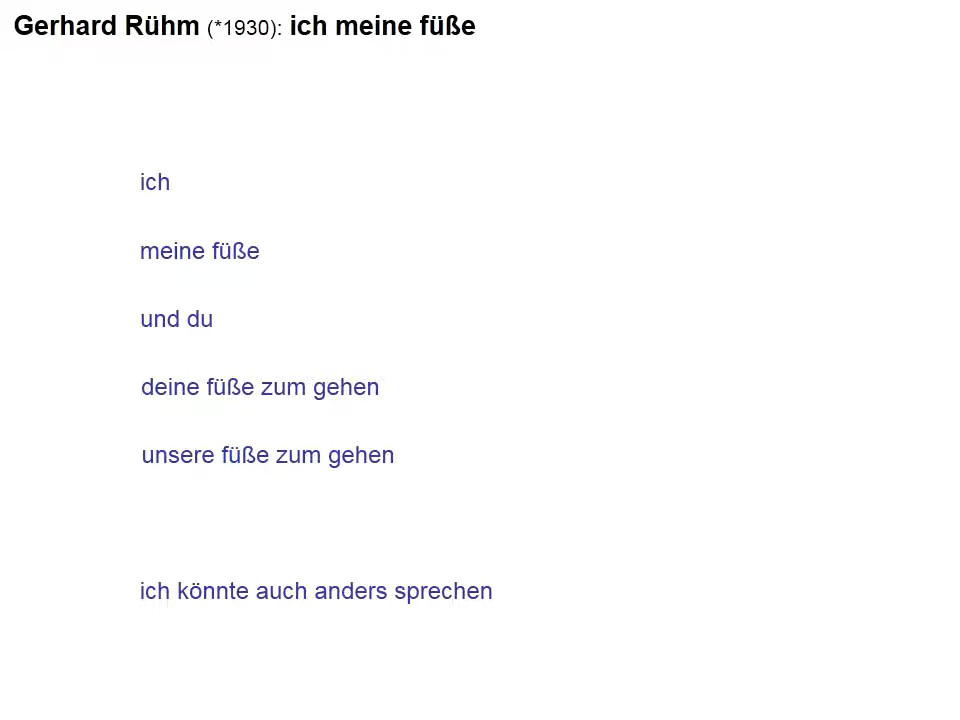 Gerhard Rühm (*1930): ich meine füße
ich
meine füße
und du
deine füße zum gehen
unsere füße zum gehen
ich könnte auch anders sprechen